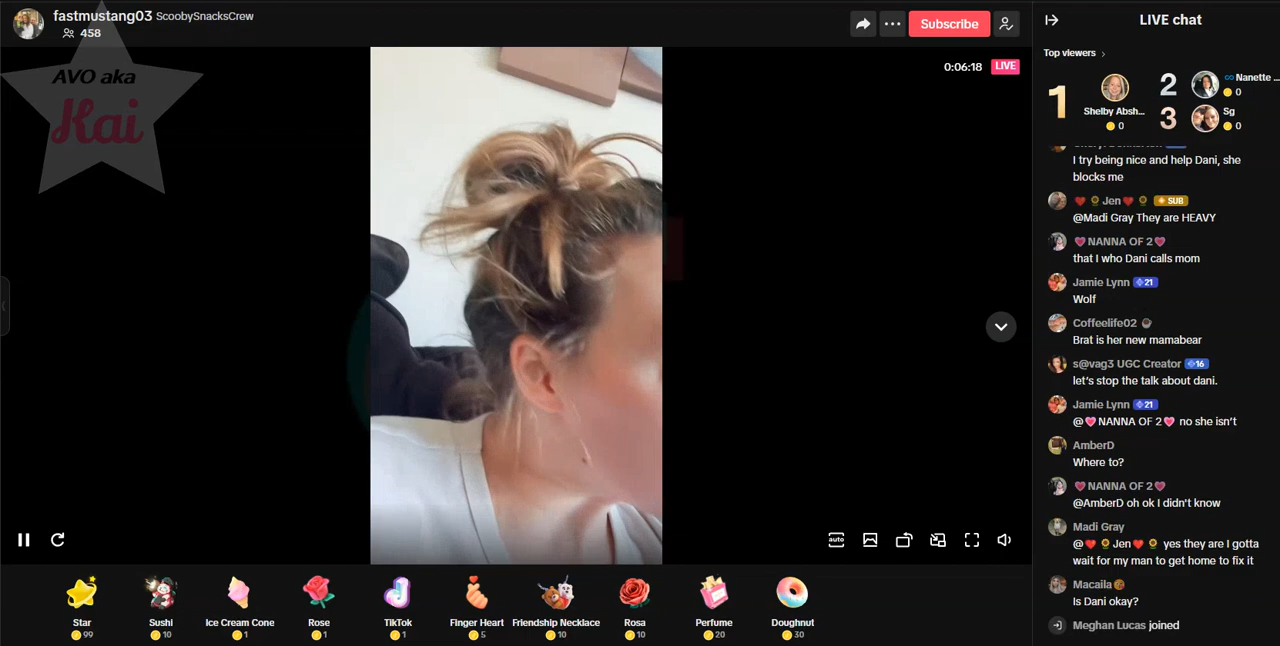 fastmustang03 ScoobySnacksCrew
458
Subscribe
AVO aka
Kai
0:06:18 LIVE
auto
Star
99
Sushi
10
Ice Cream Cone
1
Rose
1
TikTok
1
Finger Heart
5
Friendship Necklace
10
Rosa
10
Perfume
20
Doughnut
30
LIVE chat
Top viewers
1
Shelby Absh...
0
2
Nanette ...
0
3
Sg
0
I try being nice and help Dani, she
blocks me
Jen SUB
@Madi Gray They are HEAVY
NANNA OF 2
that I who Dani calls mom
Jamie Lynn 21
Wolf
Coffeelife02
Brat is her new mamabear
s@vag3 UGC Creator 16
let's stop the talk about dani.
Jamie Lynn 21
@NANNA OF 2 no she isn't
AmberD
Where to?
NANNA OF 2
@AmberD oh ok I didn't know
Madi Gray
@Jen yes they are I gotta
wait for my man to get home to fix it
Macaila
Is Dani okay?
Meghan Lucas joined